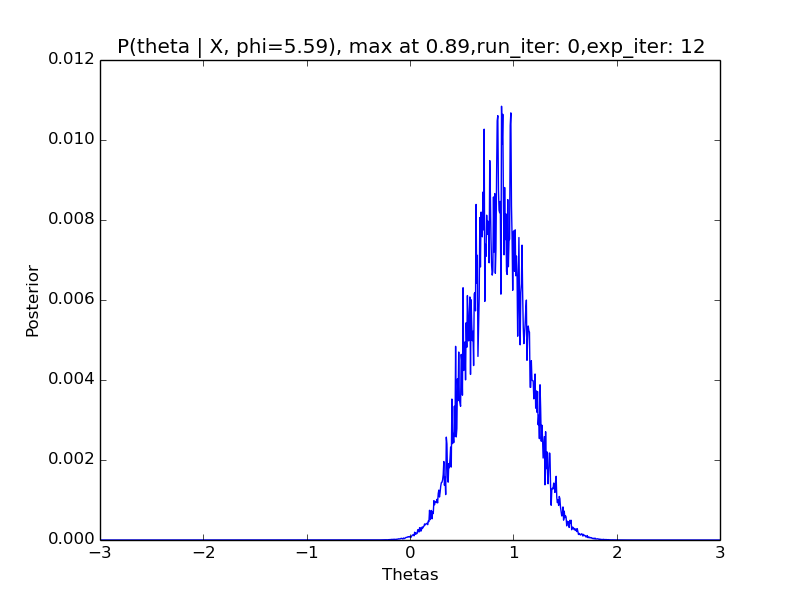 P(theta | X, phi=5.59), max at 0.89,run_iter: 0,exp_iter: 12
0.012
0.010
0.008
0.006
0.004
0.002
0.000
Posterior
−3 −2 −1 0 1 2 3
Thetas